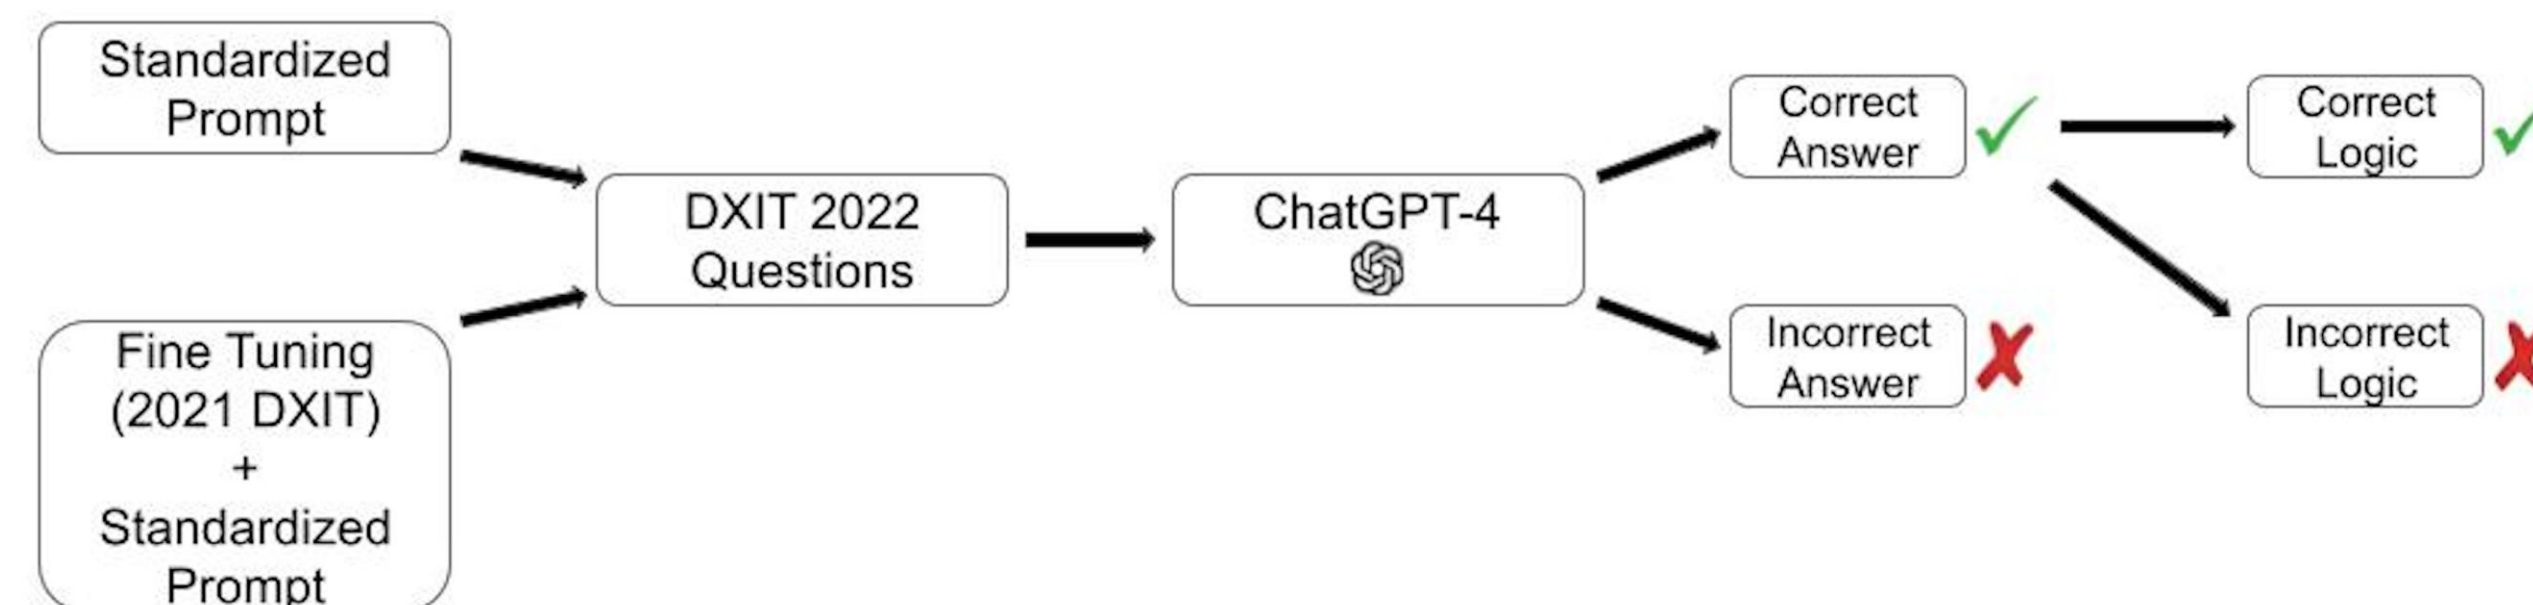 Standardized
Prompt
Fine Tuning
(2021 DXIT)
+
Standardized
Prompt
DXIT 2022
Questions
ChatGPT-4
Correct
Answer
Incorrect
Answer
Correct
Logic
Incorrect
Logic